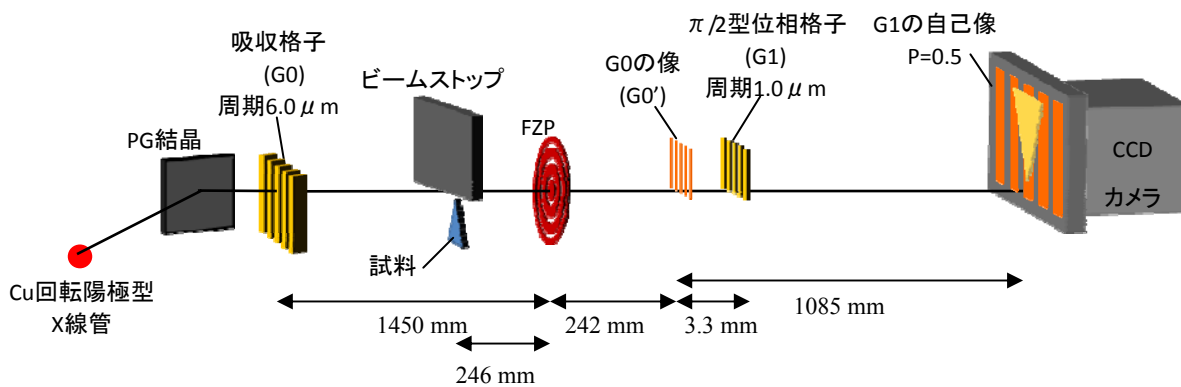 吸収格子
(G0)
周期6.0μm
PG結晶
Cu回転陽極型
X線管
ビームストップ
試料
FZP
G0の像
(G0')
π/2型位相格子
(G1)
周期1.0μm
G1の自己像
P=0.5
CCD
カメラ
1450 mm
242 mm
3.3 mm
1085 mm
246 mm